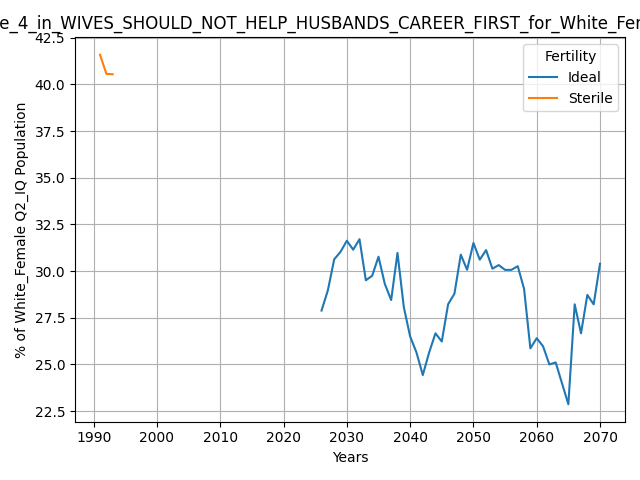 e_4_in_WIVES_SHOULD_NOT_HELP_HUSBANDS_CAREER_FIRST_for_White_Fe
42.5
40.0
37.5
35.0
32.5
30.0
27.5
25.0
22.5
% of White_Female Q2_IQ Population
Fertility
Ideal
Sterile
1990 2000 2010 2020 2030 2040 2050 2060 2070
Years